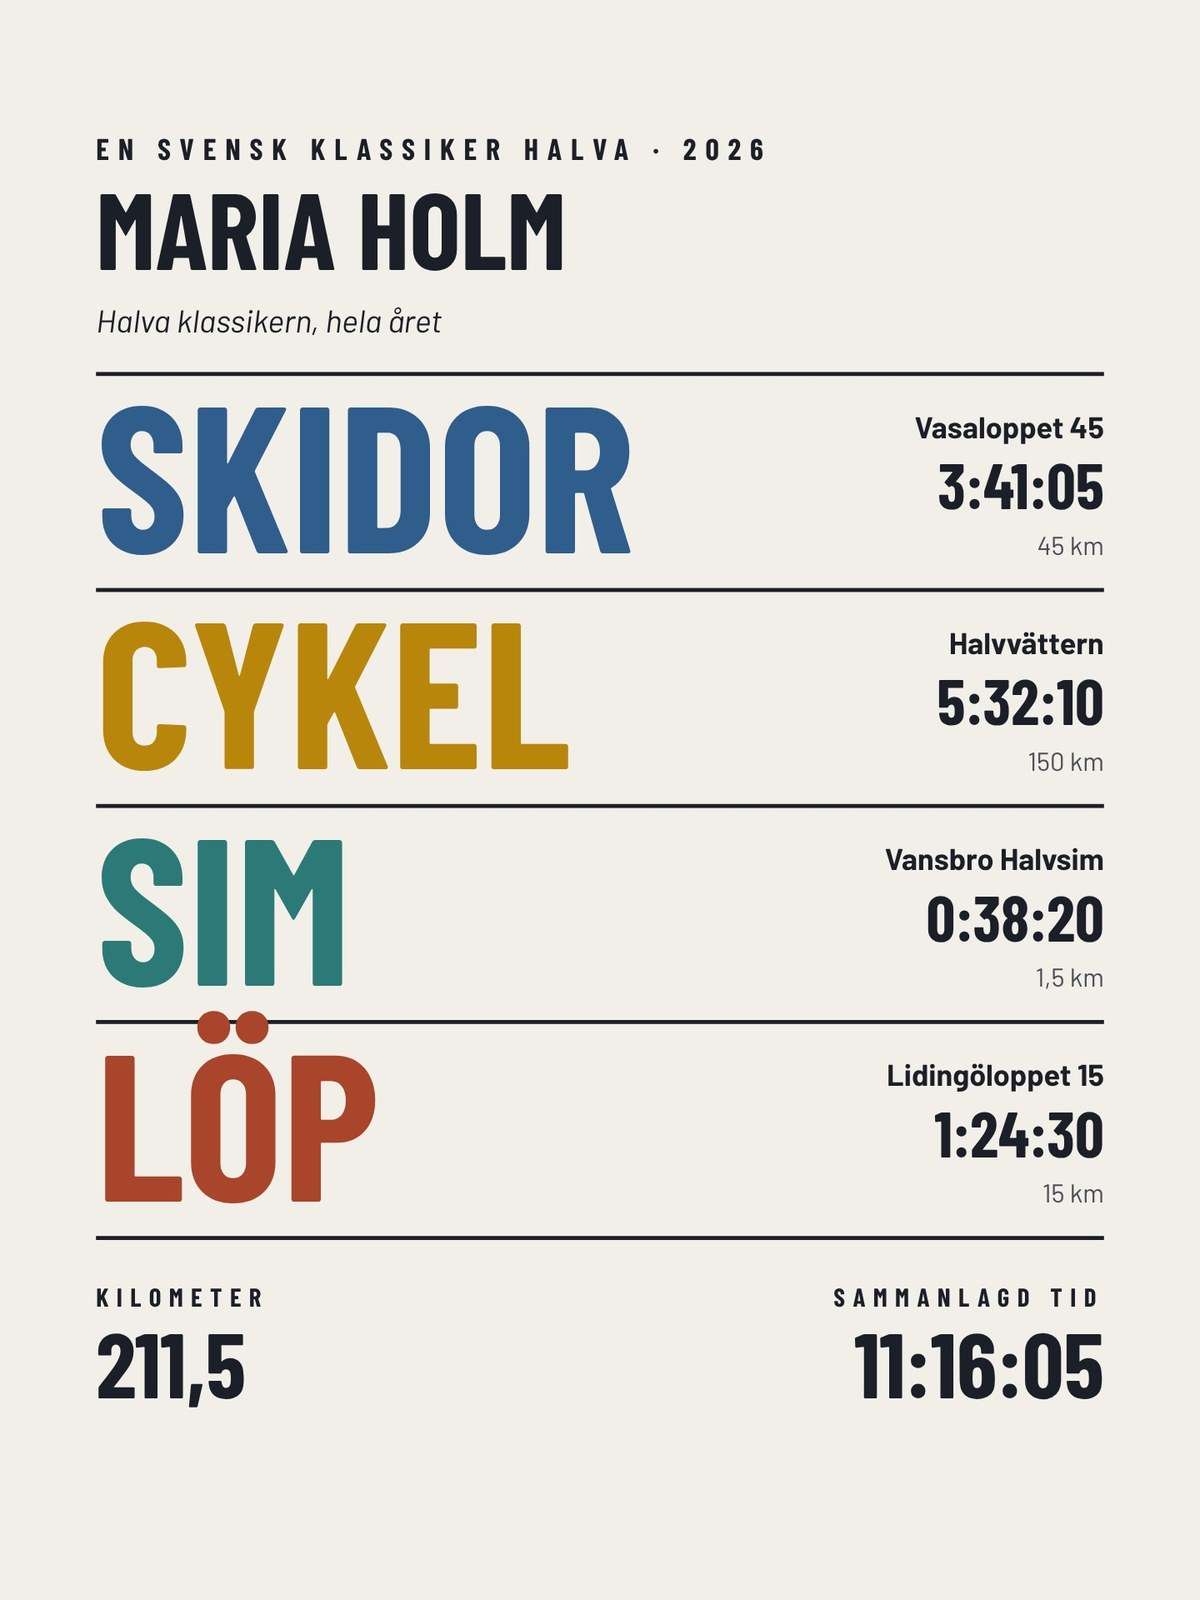 EN SVENSK KLASSIKER HALVA · 2026
MARIA HOLM
Halva klassikern, hela året
SKIDOR
Vasaloppet 45
3:41:05
45 km
CYKEL
Halvvättern
5:32:10
150 km
SIM
Vansbro Halvsim
0:38:20
1,5 km
LÖP
Lidingöloppet 15
1:24:30
15 km
KILOMETER
211,5
SAMMANLAGD TID
11:16:05